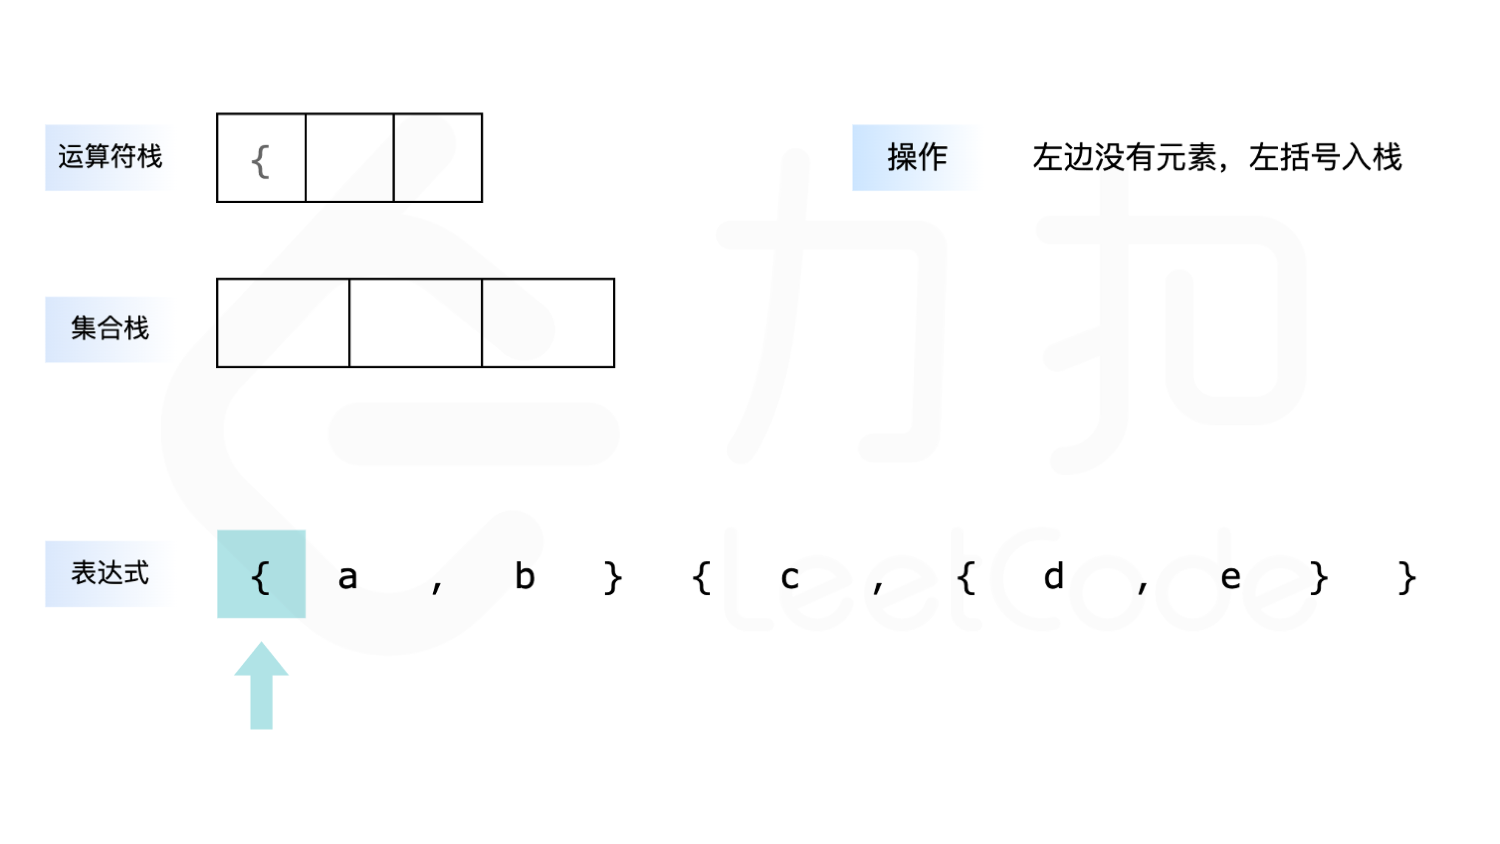 运算符栈 {
操作 左边没有元素，左括号入栈
集合栈
表达式 { a , b } { c , { d , e } }
力扣
LeetCode